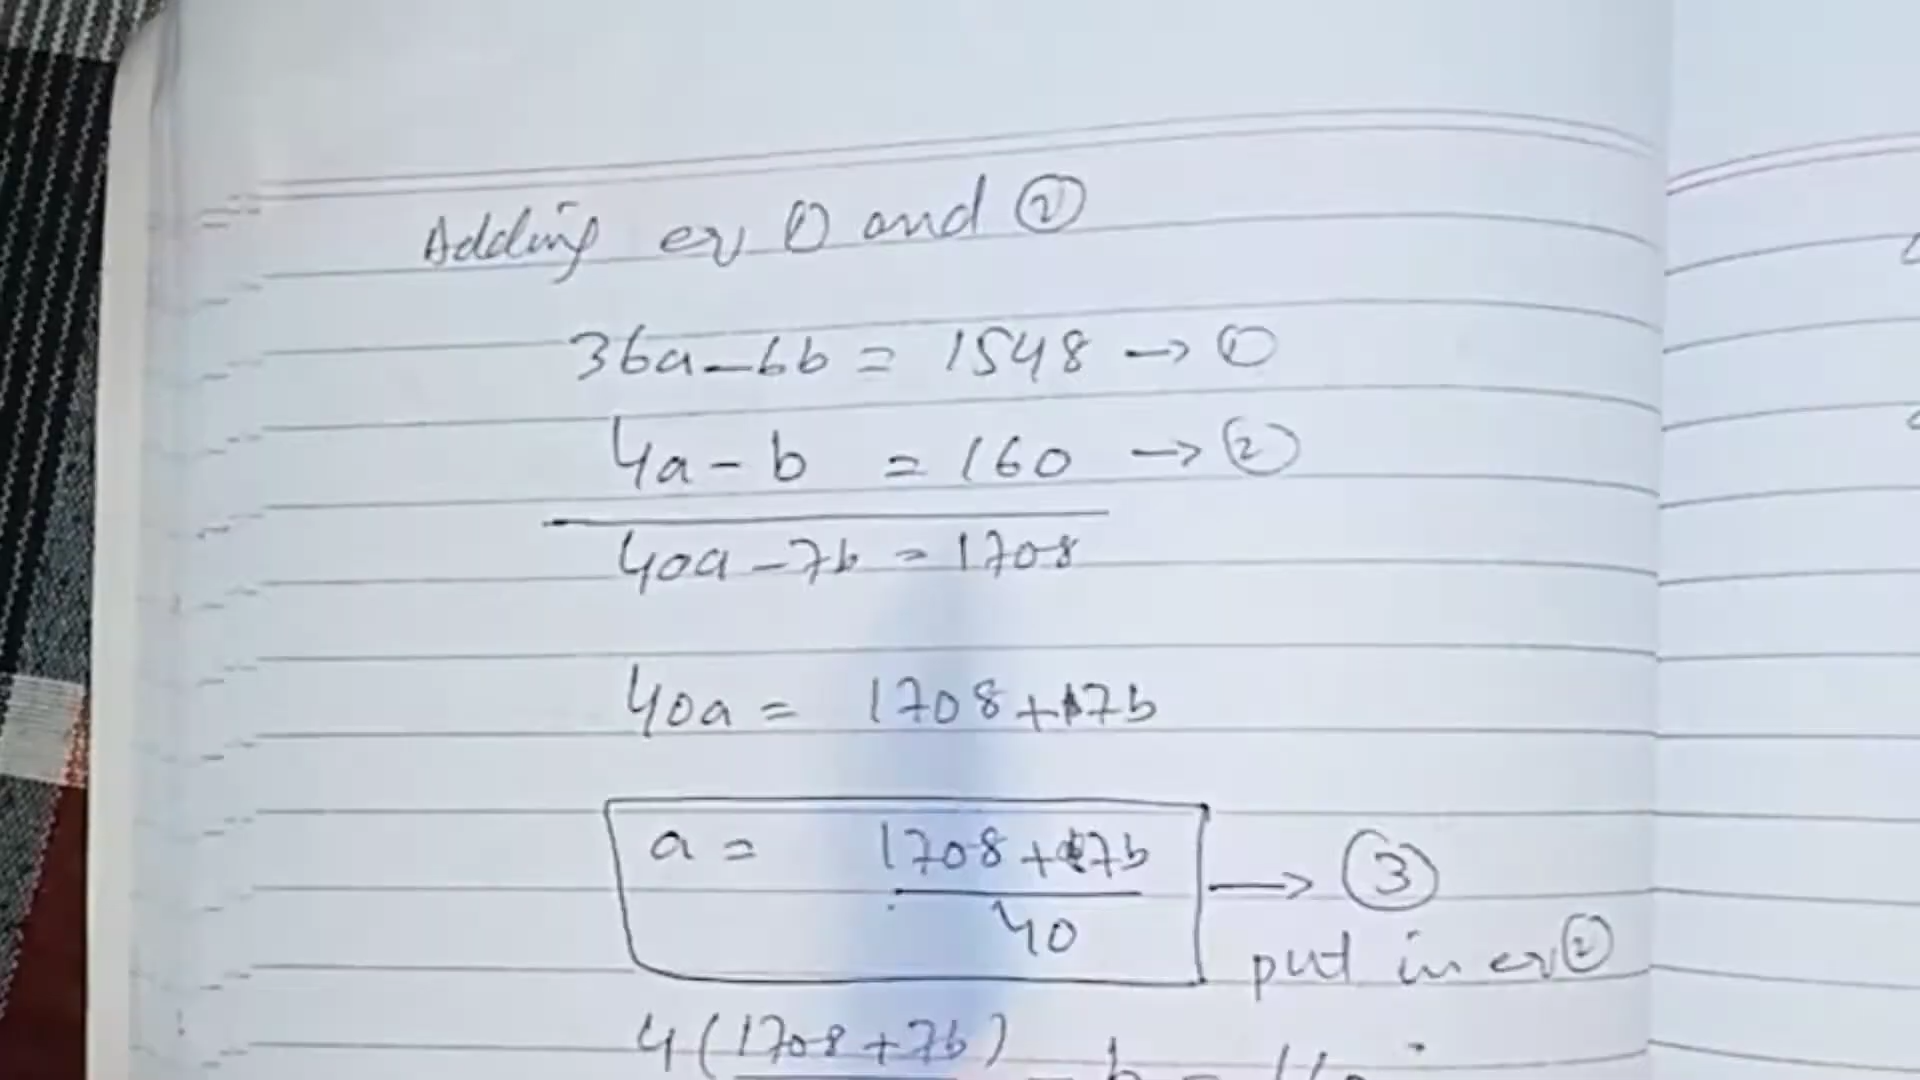 Adding eq ① and ②
36a-6b = 1548 → ①
4a - b = 160 → ②
40a - 7b = 1708
40a = 1708+7b
a = 1708+7b
40
→ ③
put in eq ②
4(1708+7b)
- b = 160